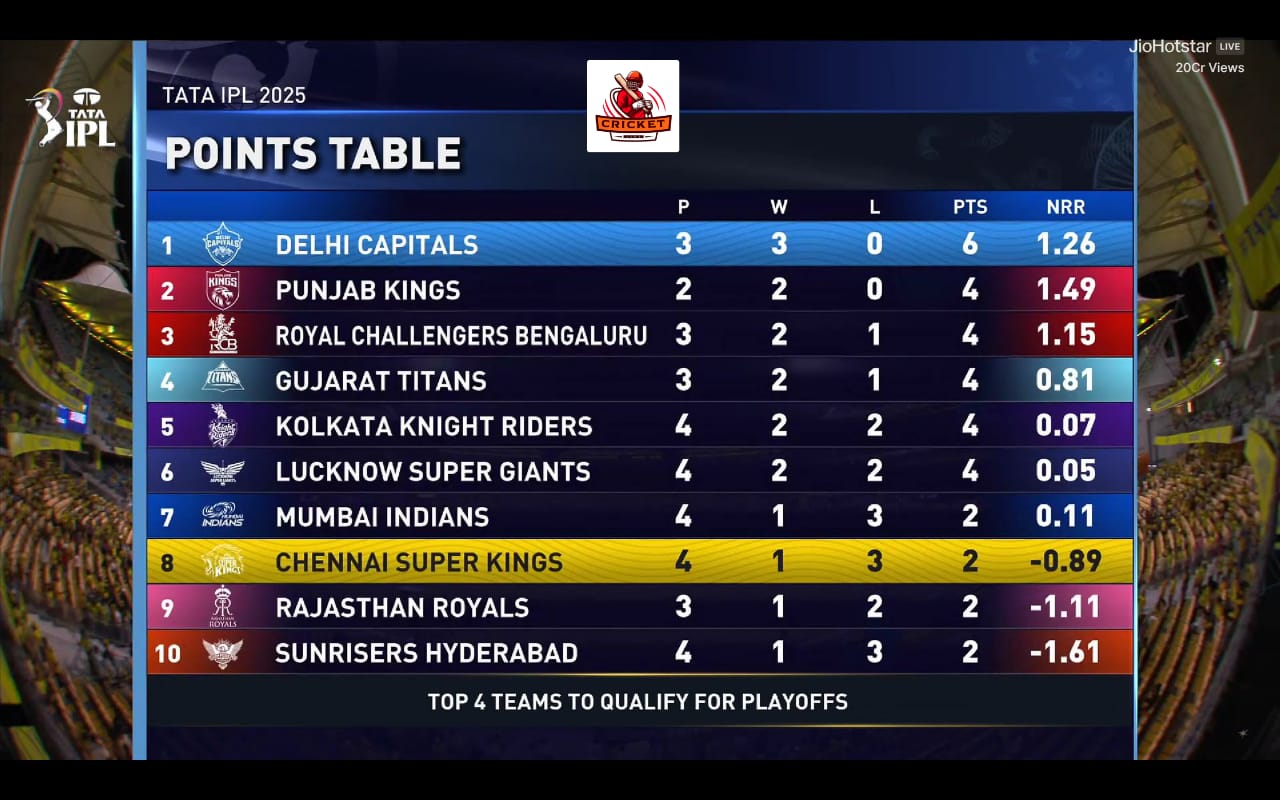 JioHotstar LIVE
20Cr Views
TATA IPL
TATA IPL 2025
CRICKET
POINTS TABLE
P W L PTS NRR
1 DELHI CAPITALS 3 3 0 6 1.26
2 PUNJAB KINGS 2 2 0 4 1.49
3 RCB ROYAL CHALLENGERS BENGALURU 3 2 1 4 1.15
4 TITANS GUJARAT TITANS 3 2 1 4 0.81
5 KOLKATA KNIGHT RIDERS 4 2 2 4 0.07
6 LUCKNOW SUPER GIANTS 4 2 2 4 0.05
7 MUMBAI INDIANS MUMBAI INDIANS 4 1 3 2 0.11
8 CHENNAI SUPER KINGS 4 1 3 2 -0.89
9 RAJASTHAN ROYALS RAJASTHAN ROYALS 3 1 2 2 -1.11
10 SUNRISERS HYDERABAD 4 1 3 2 -1.61
TOP 4 TEAMS TO QUALIFY FOR PLAYOFFS